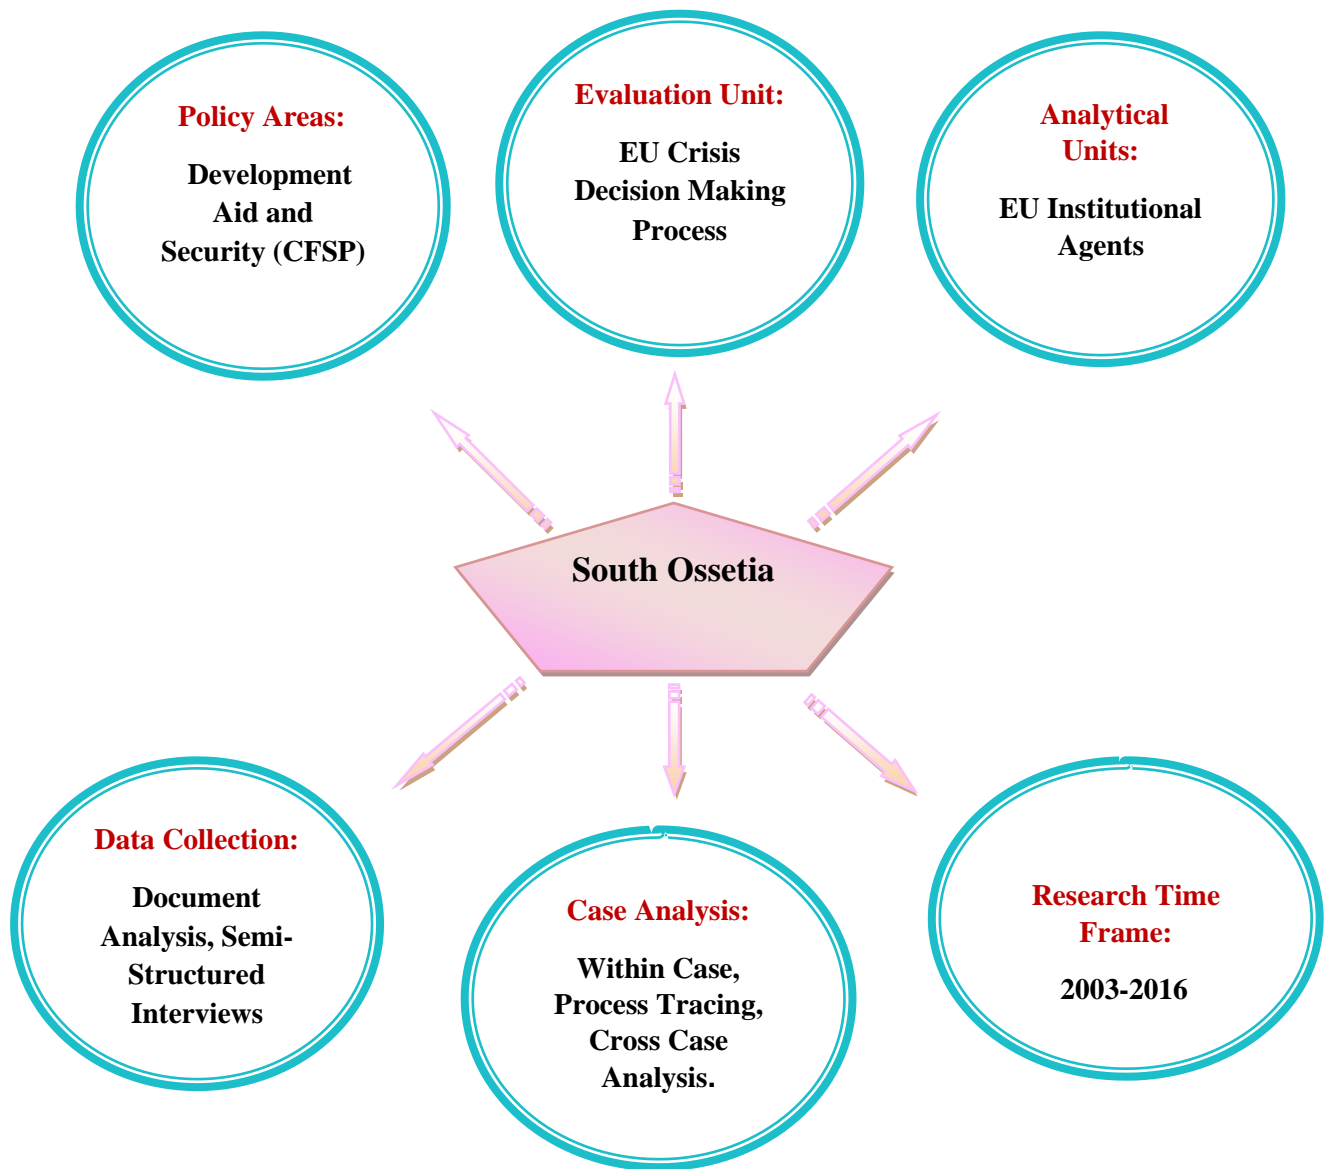 Policy Areas:
Development
Aid and
Security (CFSP)
Evaluation Unit:
EU Crisis
Decision Making
Process
Analytical
Units:
EU Institutional
Agents
South Ossetia
Data Collection:
Document
Analysis, Semi-
Structured
Interviews
Case Analysis:
Within Case,
Process Tracing,
Cross Case
Analysis.
Research Time
Frame:
2003-2016